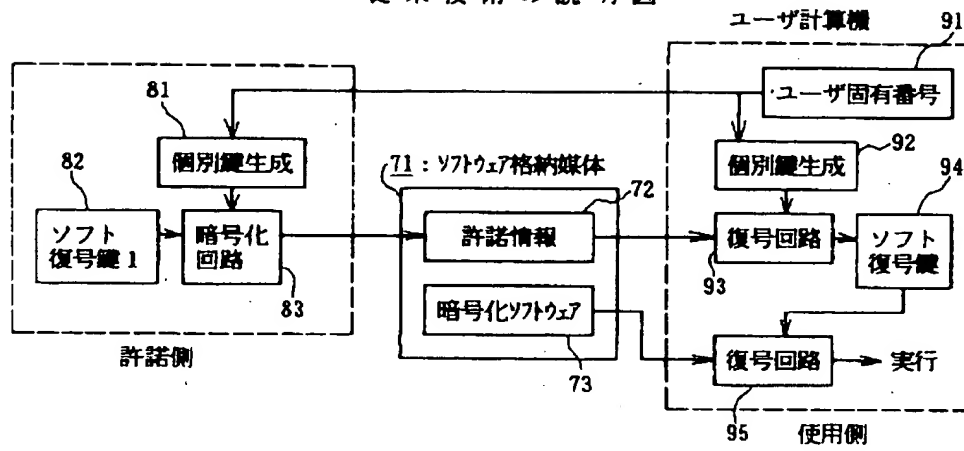 従来技術の説明図
ユーザ計算機
91
81
ユーザ固有番号
82
個別鍵生成
71:ソフトウェア格納媒体
72
92
個別鍵生成
94
ソフト
復号鍵1
暗号化
回路
許諾情報
復号回路
ソフト
復号鍵
83
93
暗号化ソフトウェア
許諾側
73
復号回路
実行
95
使用側